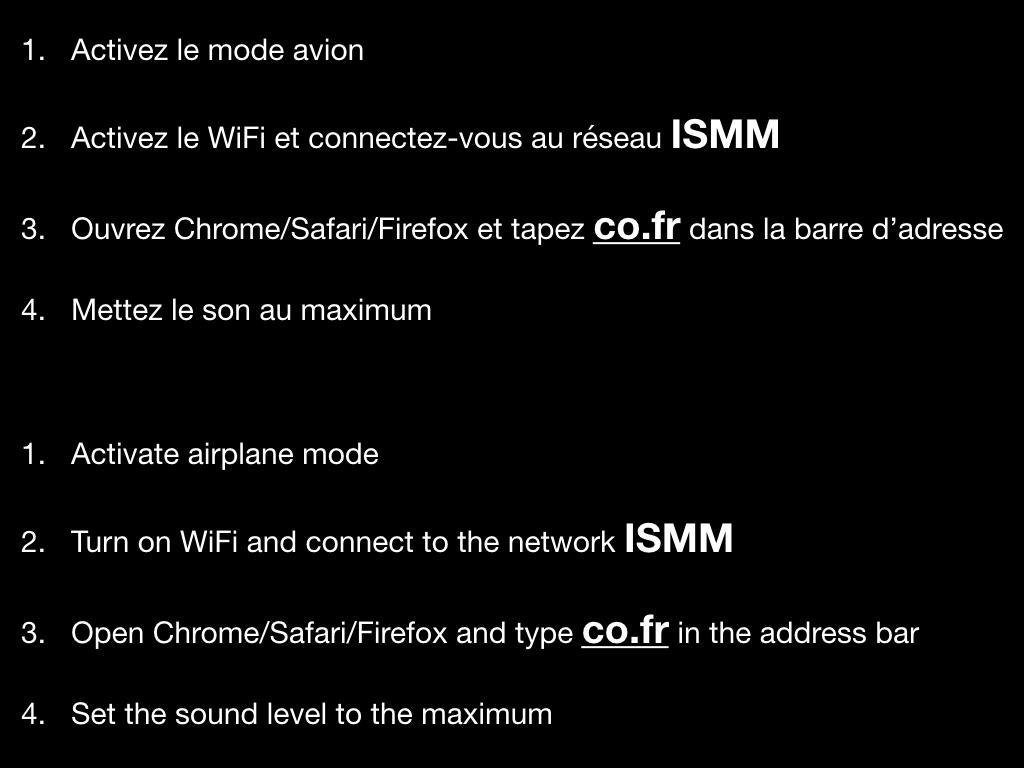 1. Activez le mode avion
2. Activez le WiFi et connectez-vous au réseau ISMM
3. Ouvrez Chrome/Safari/Firefox et tapez co.fr dans la barre d’adresse
4. Mettez le son au maximum
1. Activate airplane mode
2. Turn on WiFi and connect to the network ISMM
3. Open Chrome/Safari/Firefox and type co.fr in the address bar
4. Set the sound level to the maximum